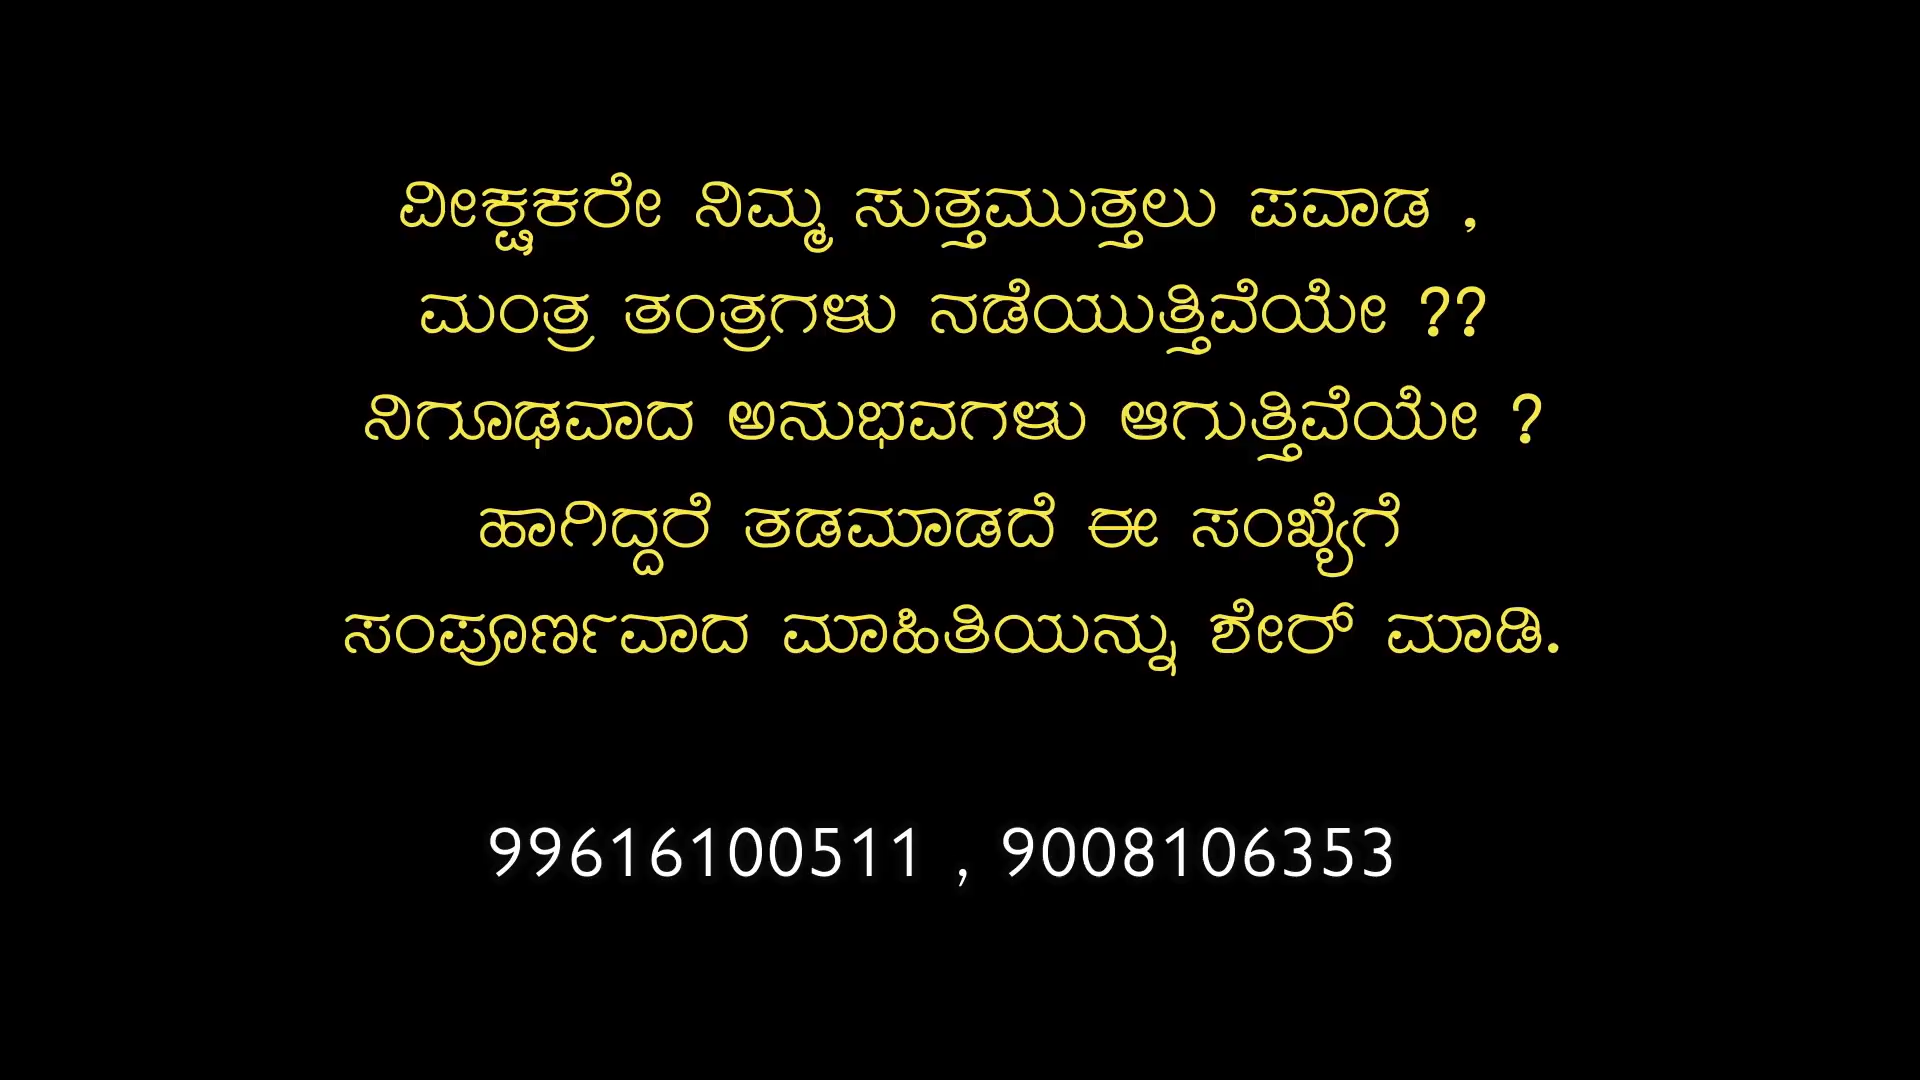 ವೀಕ್ಷಕರೇ ನಿಮ್ಮ ಸುತ್ತಮುತ್ತಲು ಪವಾಡ ,
ಮಂತ್ರ ತಂತ್ರಗಳು ನಡೆಯುತ್ತಿವೆಯೇ ??
ನಿಗೂಢವಾದ ಅನುಭವಗಳು ಆಗುತ್ತಿವೆಯೇ ?
ಹಾಗಿದ್ದರೆ ತಡಮಾಡದೆ ಈ ಸಂಖ್ಯೆಗೆ
ಸಂಪೂರ್ಣವಾದ ಮಾಹಿತಿಯನ್ನು ಶೇರ್ ಮಾಡಿ.
99616100511 , 9008106353